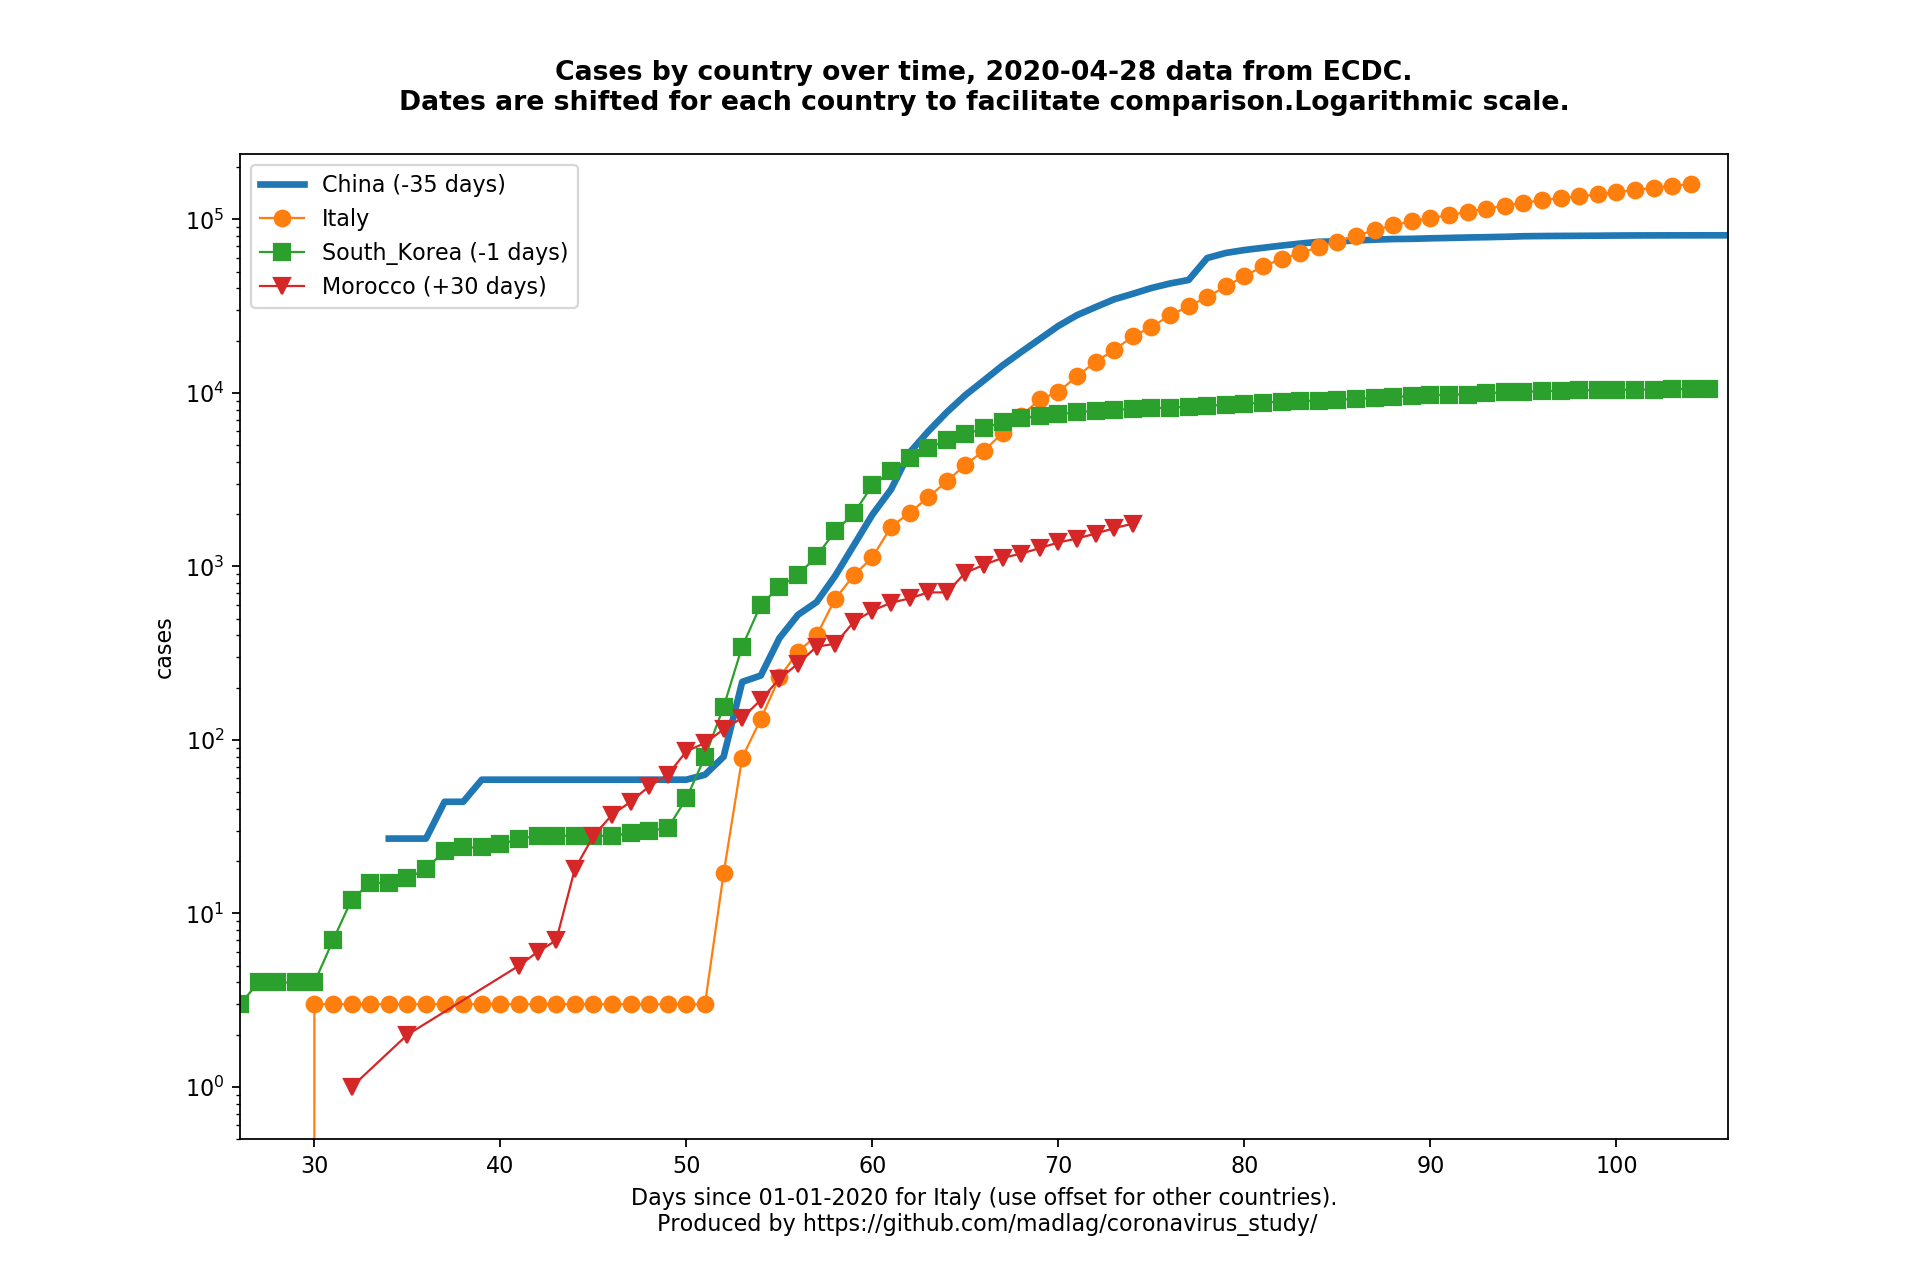 Cases by country over time, 2020-04-28 data from ECDC.
Dates are shifted for each country to facilitate comparison.Logarithmic scale.
China (-35 days)
Italy
South_Korea (-1 days)
Morocco (+30 days)
10^5
10^4
10^3
10^2
10^1
10^0
cases
30 40 50 60 70 80 90 100
Days since 01-01-2020 for Italy (use offset for other countries).
Produced by https://github.com/madlag/coronavirus_study/